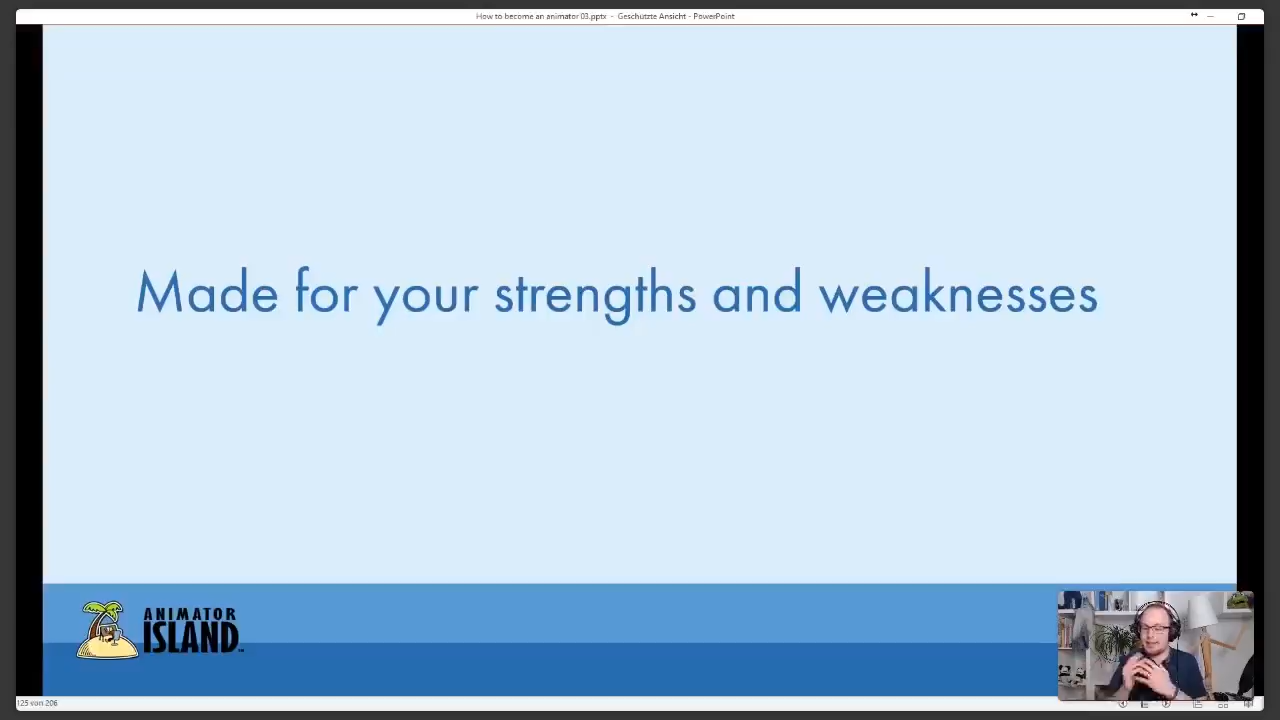 How to become an animator 03.pptx - Geschützte Ansicht - PowerPoint
Made for your strengths and weaknesses
ANIMATOR
ISLAND™
125 von 206